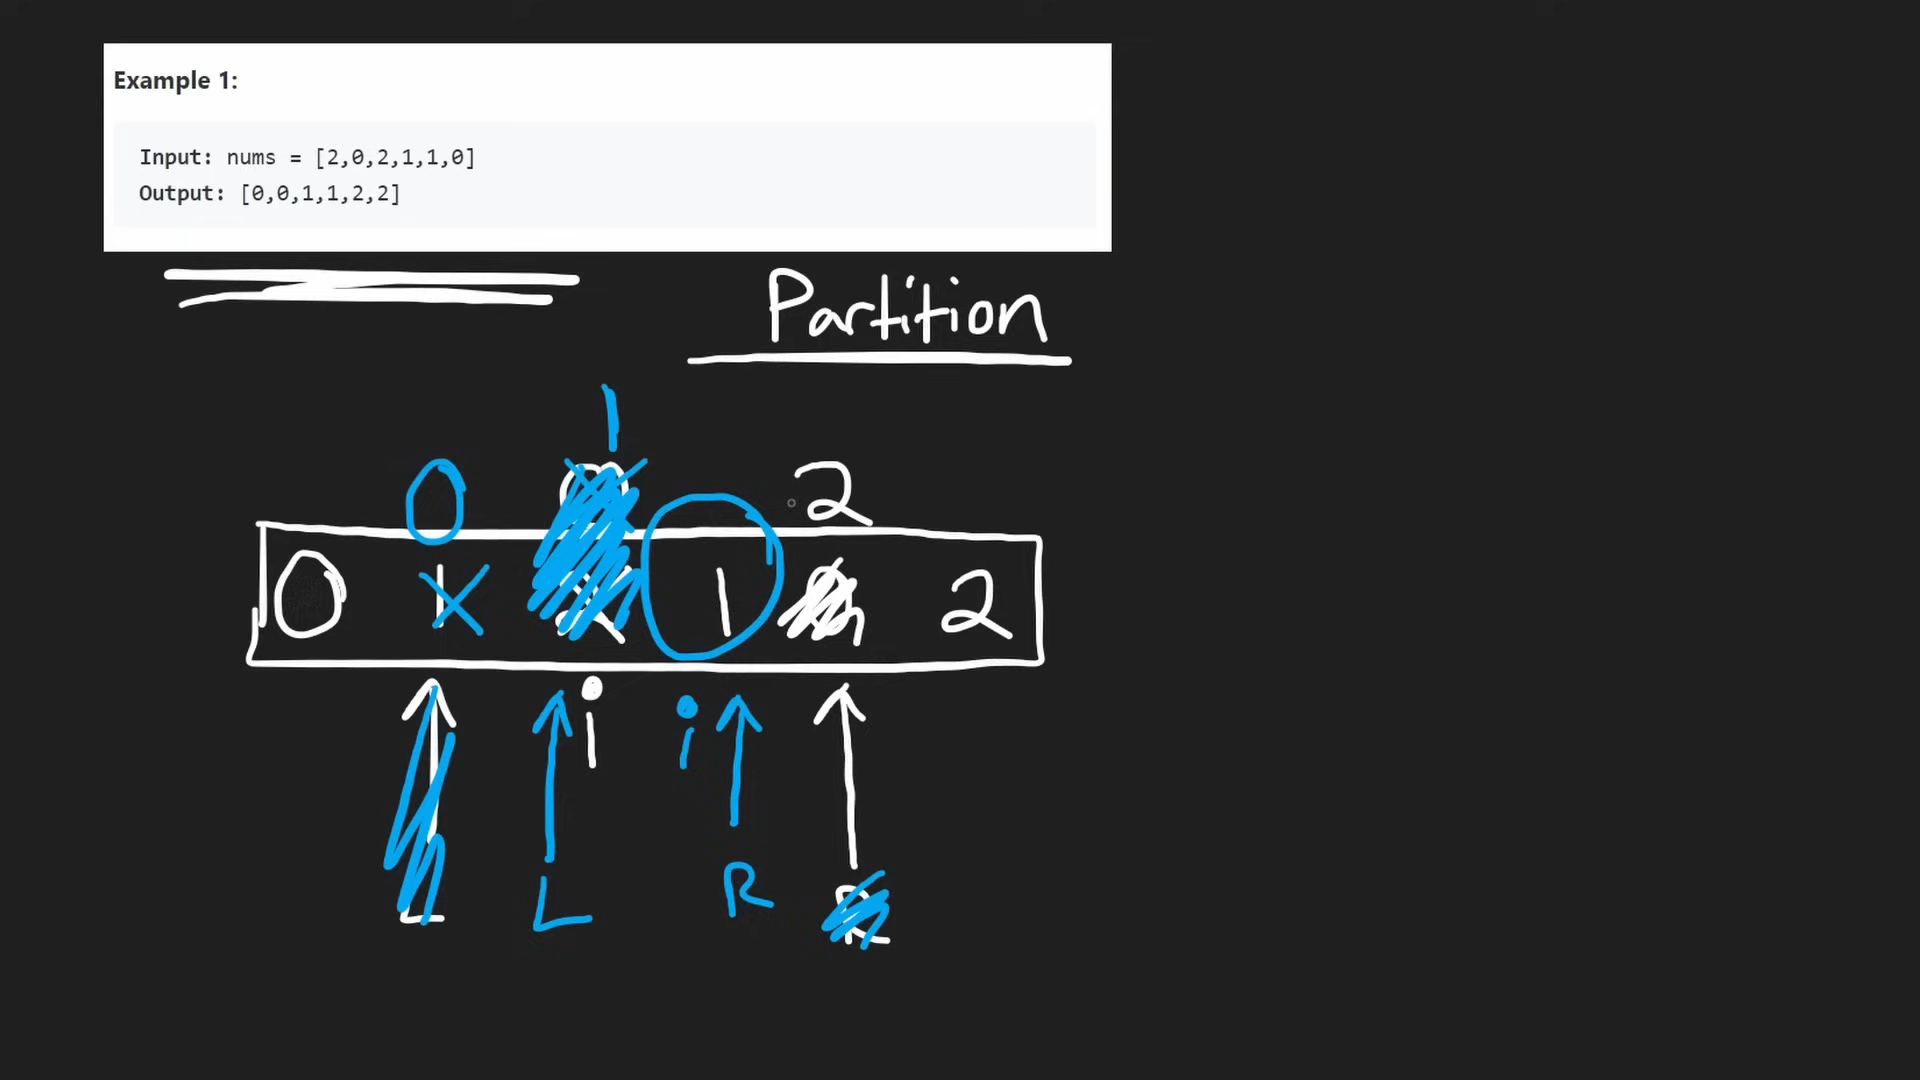 Example 1:
Input: nums = [2,0,2,1,1,0]
Output: [0,0,1,1,2,2]
Partition
1
0 2
0 1 1 2
i i
L L R R